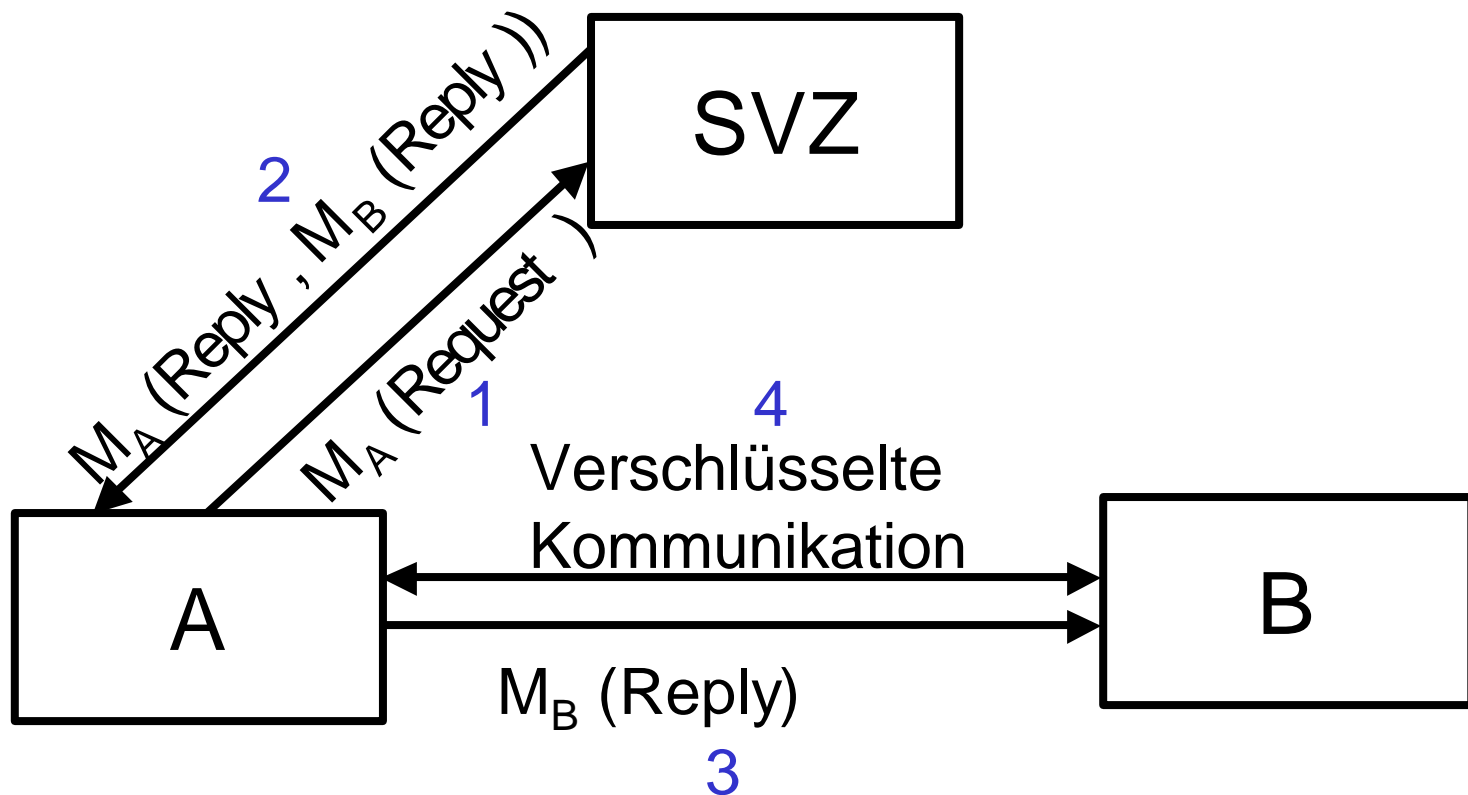 SVZ
2
M_A (Reply , M_B (Reply ))
M_A (Request )
1
4
Verschlüsselte
Kommunikation
A
B
M_B (Reply)
3